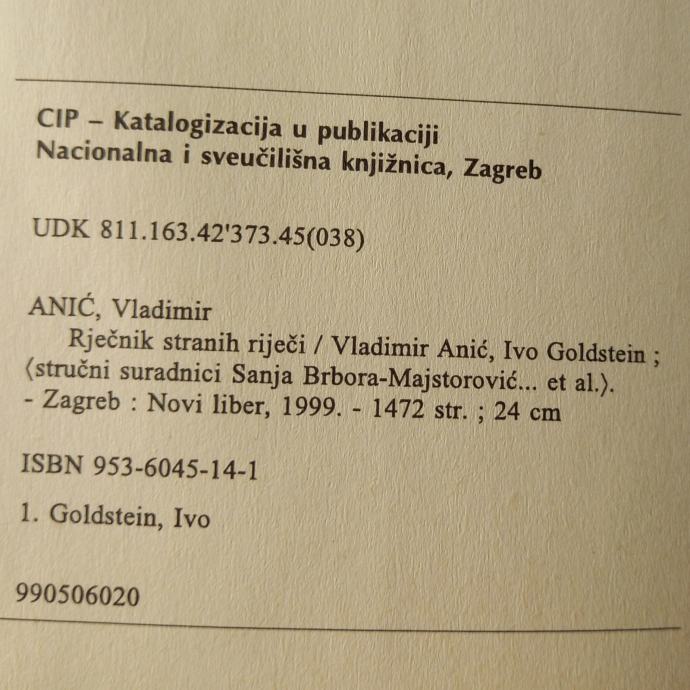 CIP – Katalogizacija u publikaciji
Nacionalna i sveučilišna knjižnica, Zagreb
UDK 811.163.42'373.45(038)
ANIĆ, Vladimir
Rječnik stranih riječi / Vladimir Anić, Ivo Goldstein ;
⟨stručni suradnici Sanja Brbora-Majstorović... et al.⟩.
- Zagreb : Novi liber, 1999. - 1472 str. ; 24 cm
ISBN 953-6045-14-1
1. Goldstein, Ivo
990506020